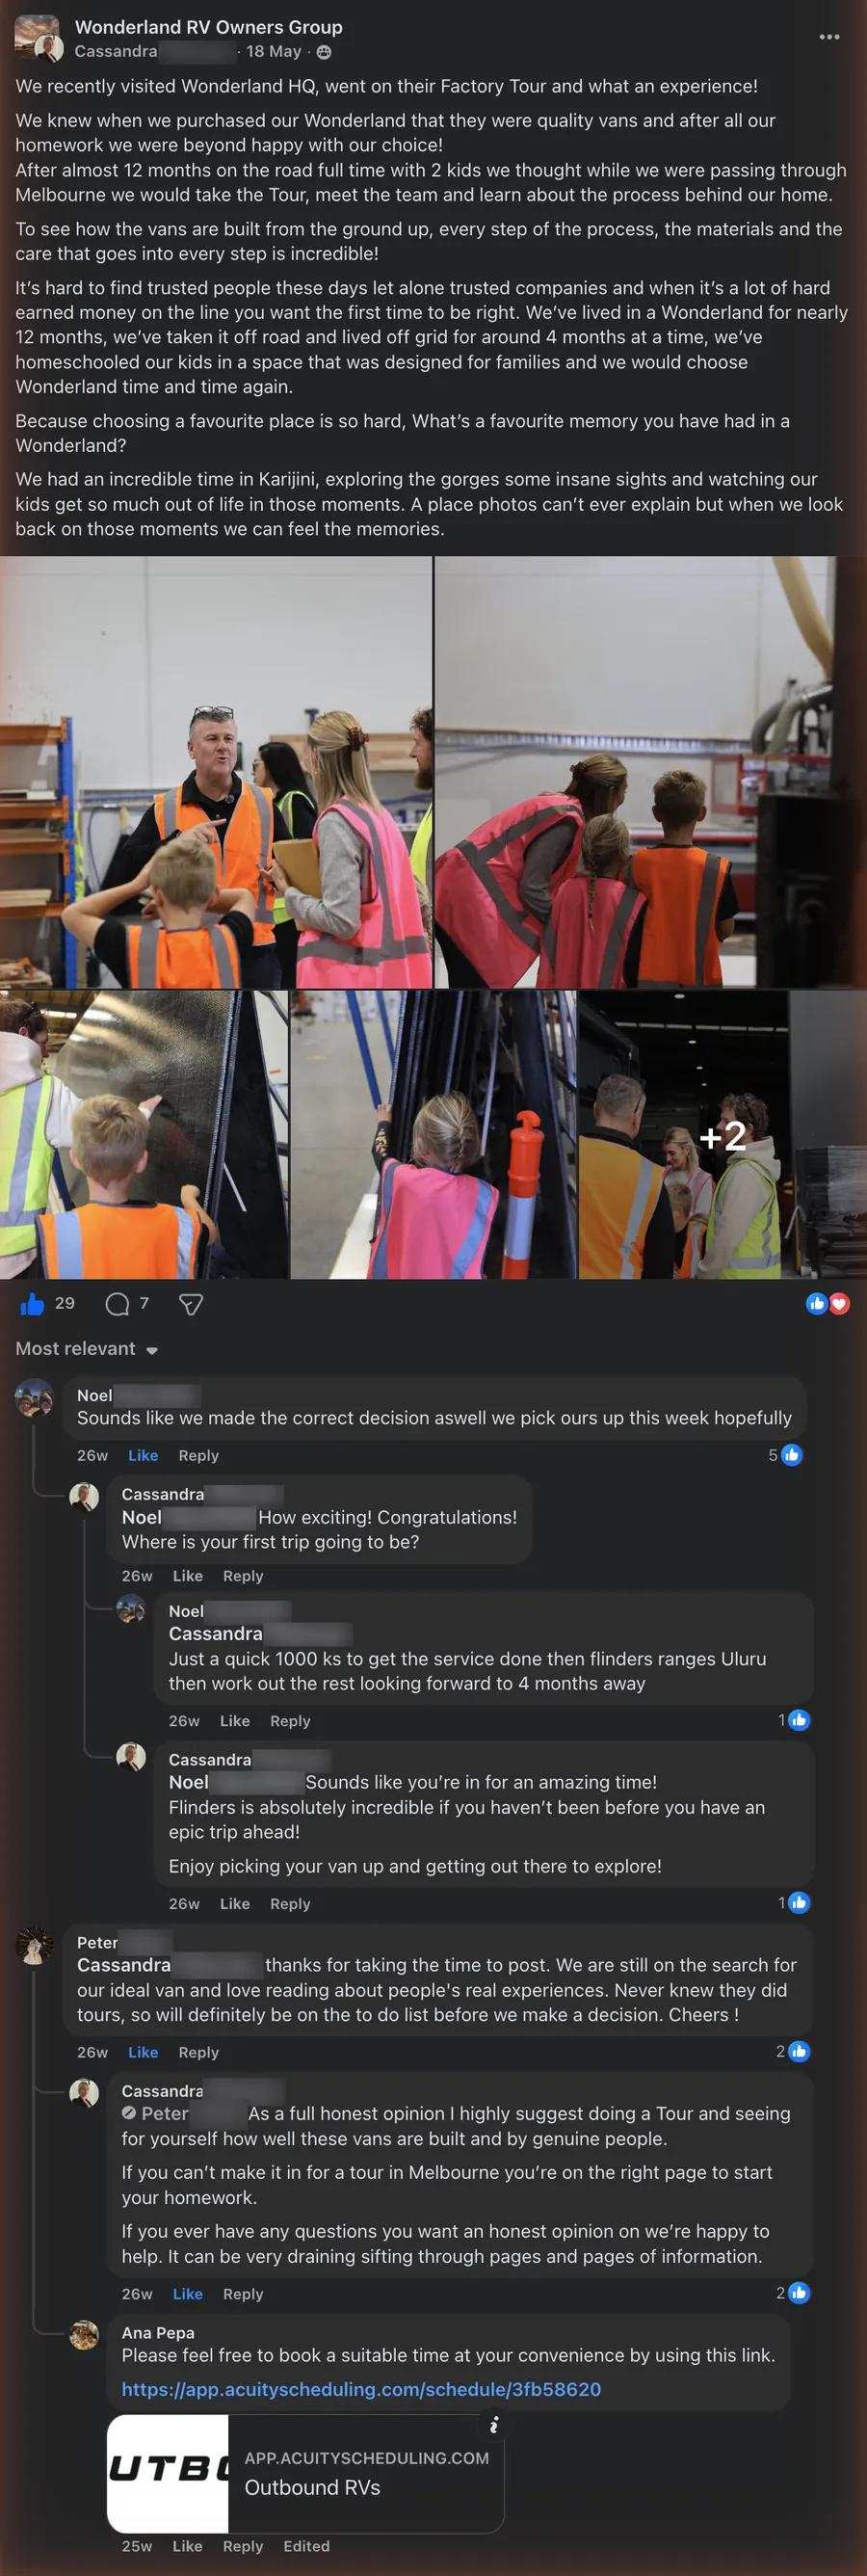 Wonderland RV Owners Group
Cassandra · 18 May ·
We recently visited Wonderland HQ, went on their Factory Tour and what an experience!
We knew when we purchased our Wonderland that they were quality vans and after all our
homework we were beyond happy with our choice!
After almost 12 months on the road full time with 2 kids we thought while we were passing through
Melbourne we would take the Tour, meet the team and learn about the process behind our home.
To see how the vans are built from the ground up, every step of the process, the materials and the
care that goes into every step is incredible!
It’s hard to find trusted people these days let alone trusted companies and when it’s a lot of hard
earned money on the line you want the first time to be right. We’ve lived in a Wonderland for nearly
12 months, we’ve taken it off road and lived off grid for around 4 months at a time, we’ve
homeschooled our kids in a space that was designed for families and we would choose
Wonderland time and time again.
Because choosing a favourite place is so hard, What’s a favourite memory you have had in a
Wonderland?
We had an incredible time in Karijini, exploring the gorges some insane sights and watching our
kids get so much out of life in those moments. A place photos can’t ever explain but when we look
back on those moments we can feel the memories.
+2
29 7
Most relevant
Noel
Sounds like we made the correct decision aswell we pick ours up this week hopefully
26w Like Reply 5
Cassandra
Noel How exciting! Congratulations!
Where is your first trip going to be?
26w Like Reply
Noel
Cassandra
Just a quick 1000 ks to get the service done then flinders ranges Uluru
then work out the rest looking forward to 4 months away
26w Like Reply 1
Cassandra
Noel Sounds like you’re in for an amazing time!
Flinders is absolutely incredible if you haven’t been before you have an
epic trip ahead!
Enjoy picking your van up and getting out there to explore!
26w Like Reply 1
Peter
Cassandra thanks for taking the time to post. We are still on the search for
our ideal van and love reading about people's real experiences. Never knew they did
tours, so will definitely be on the to do list before we make a decision. Cheers !
26w Like Reply 2
Cassandra
Peter As a full honest opinion I highly suggest doing a Tour and seeing
for yourself how well these vans are built and by genuine people.
If you can’t make it in for a tour in Melbourne you’re on the right page to start
your homework.
If you ever have any questions you want an honest opinion on we’re happy to
help. It can be very draining sifting through pages and pages of information.
26w Like Reply 2
Ana Pepa
Please feel free to book a suitable time at your convenience by using this link.
https://app.acuityscheduling.com/schedule/3fb58620
UTBO
APP.ACUITYSCHEDULING.COM
Outbound RVs
25w Like Reply Edited